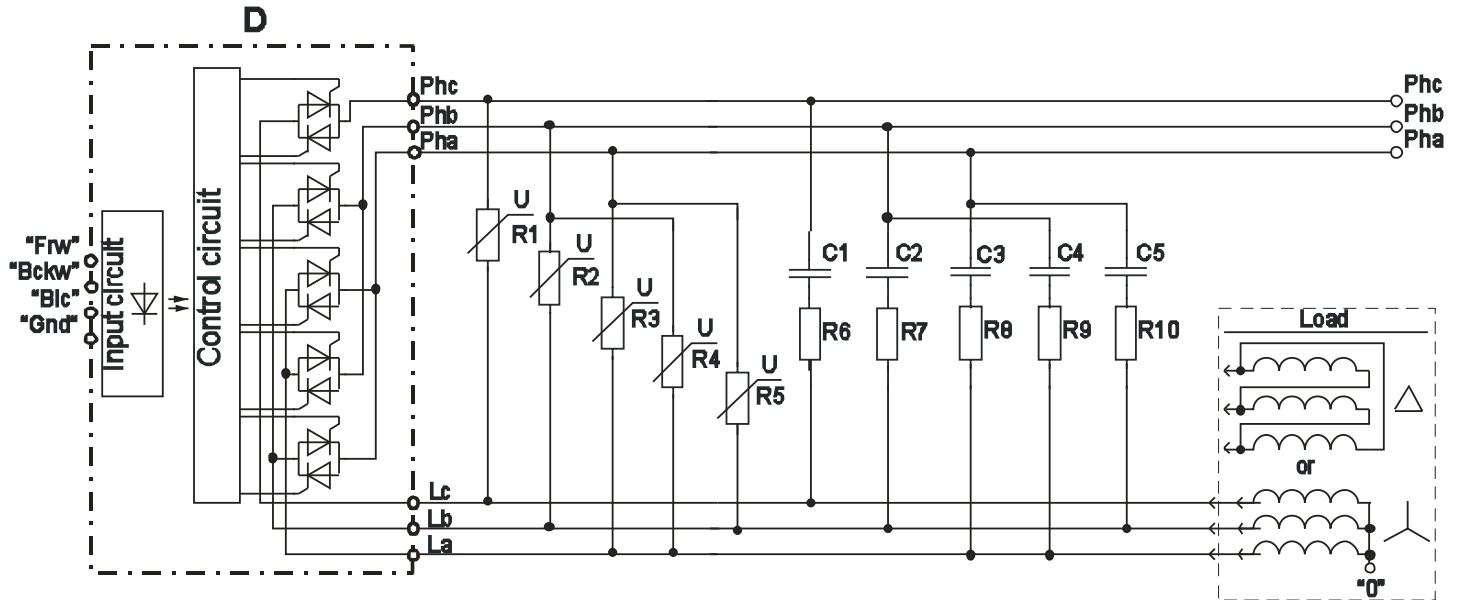 D
Phc
Phb
Pha
Phc
Phb
Pha
U
R1
U
R2
U
R3
U
R4
U
R5
C1
C2
C3
C4
C5
R6
R7
R8
R9
R10
“Frw”
“Bckw”
“Blc”
“Gnd“
Input circuit
Control circuit
Load
or
Lc
Lb
La
“0”